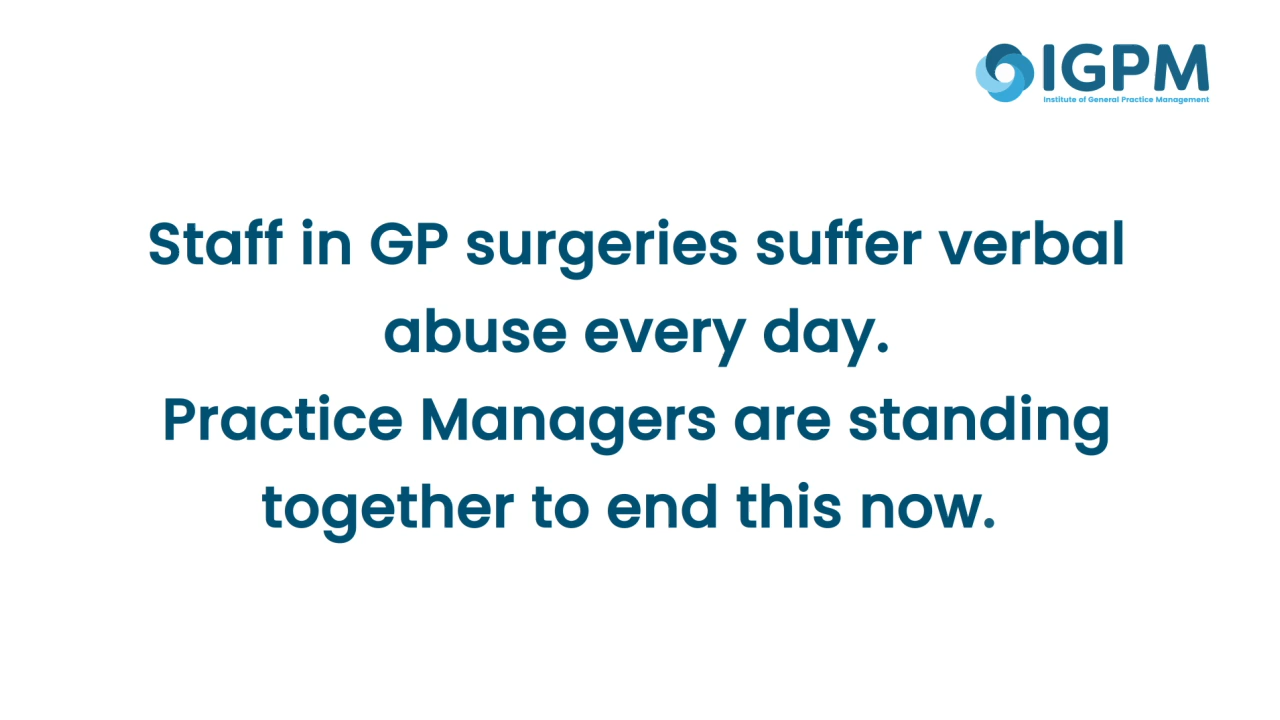 IGPM
Institute of General Practice Management
Staff in GP surgeries suffer verbal
abuse every day.
Practice Managers are standing
together to end this now.